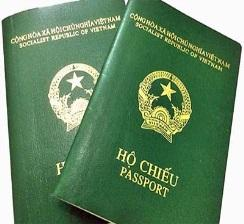 CỘNG HÒA XÃ HỘI CHỦ NGHĨA VIỆT NAM
SOCIALIST REPUBLIC OF VIETNAM
H
P
CỘNG HÒA XÃ HỘI CHỦ NGHĨA VIỆT NAM
SOCIALIST REPUBLIC OF VIETNAM
HỘ CHIẾU
PASSPORT